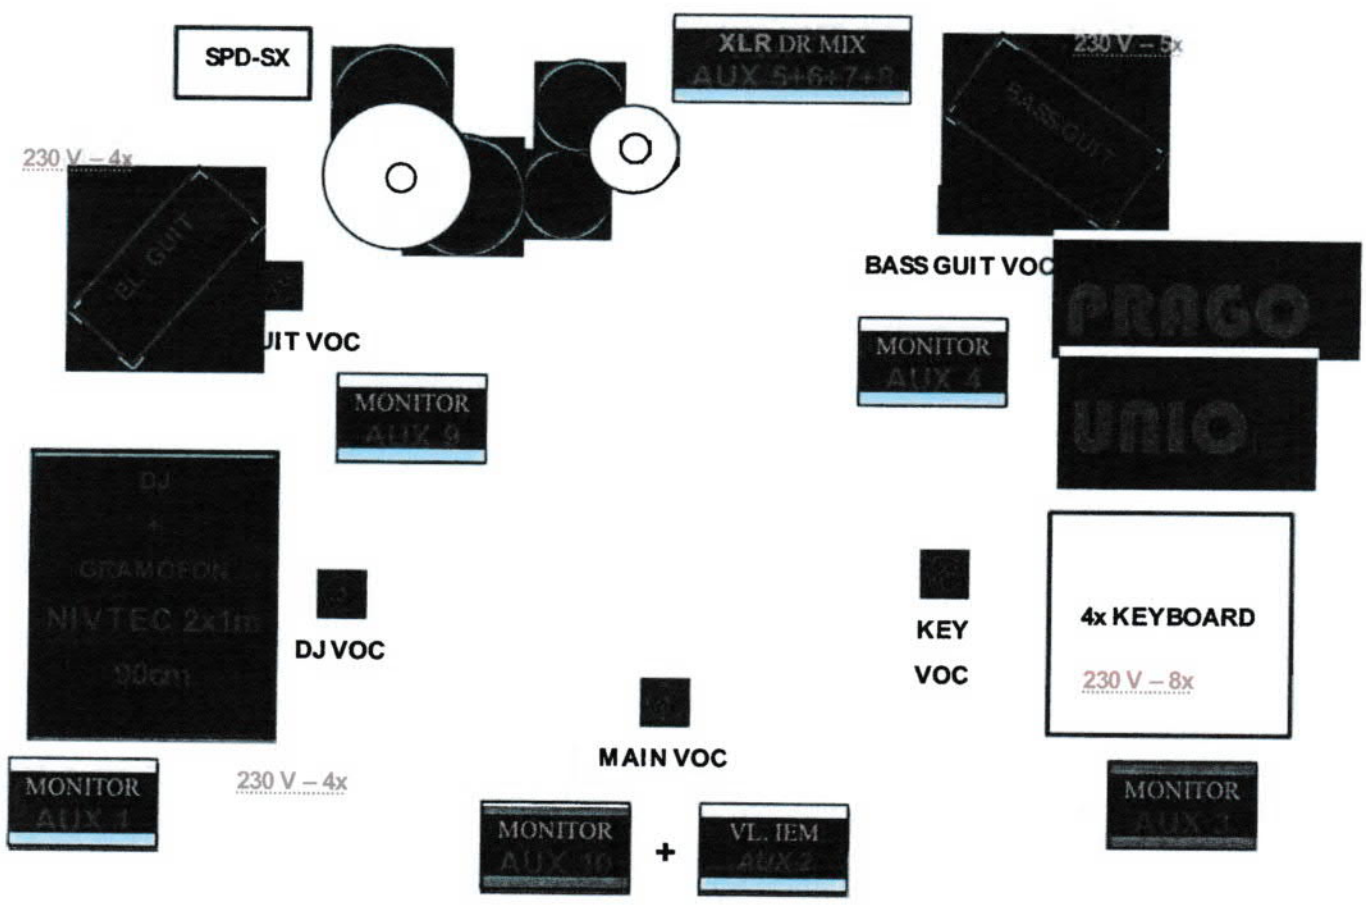 SPD-SX
XLR DR MIX
AUX 5+6+7+8
230 V – 5x
BASS GUIT
230 V – 4x
EL. GUIT
BASS GUIT VOC
PRAGO
UNIO
UIT VOC
MONITOR
AUX 4
MONITOR
AUX 9
DJ
+
GRAMOFON
NIVTEC 2x1m
90cm
DJ VOC
KEY
VOC
4x KEYBOARD
230 V – 8x
MAIN VOC
MONITOR
AUX 1
230 V – 4x
MONITOR
AUX 10
+
VL. IEM
AUX 2
MONITOR
AUX 3